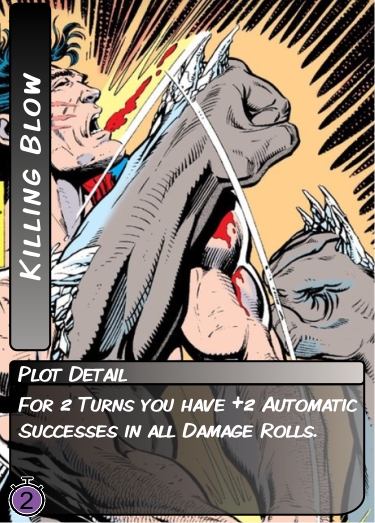 Killing Blow
Plot Detail
For 2 Turns you have +2 Automatic
successes in all Damage Rolls.
2